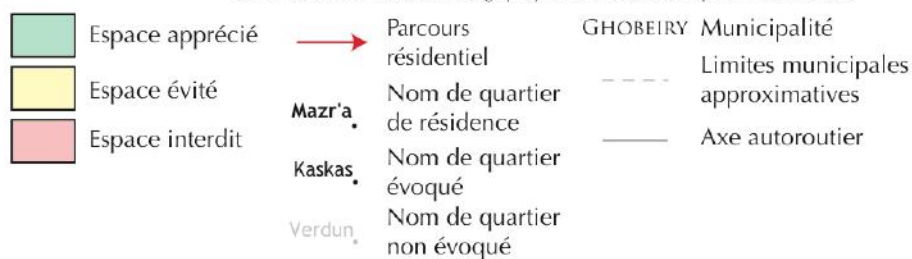 Espace apprécié
Espace évité
Espace interdit
Parcours
résidentiel
Mazr'a
Nom de quartier
de résidence
Kaskas
Nom de quartier
évoqué
Verdun
Nom de quartier
non évoqué
GHOBEIRY Municipalité
Limites municipales
approximatives
Axe autoroutier